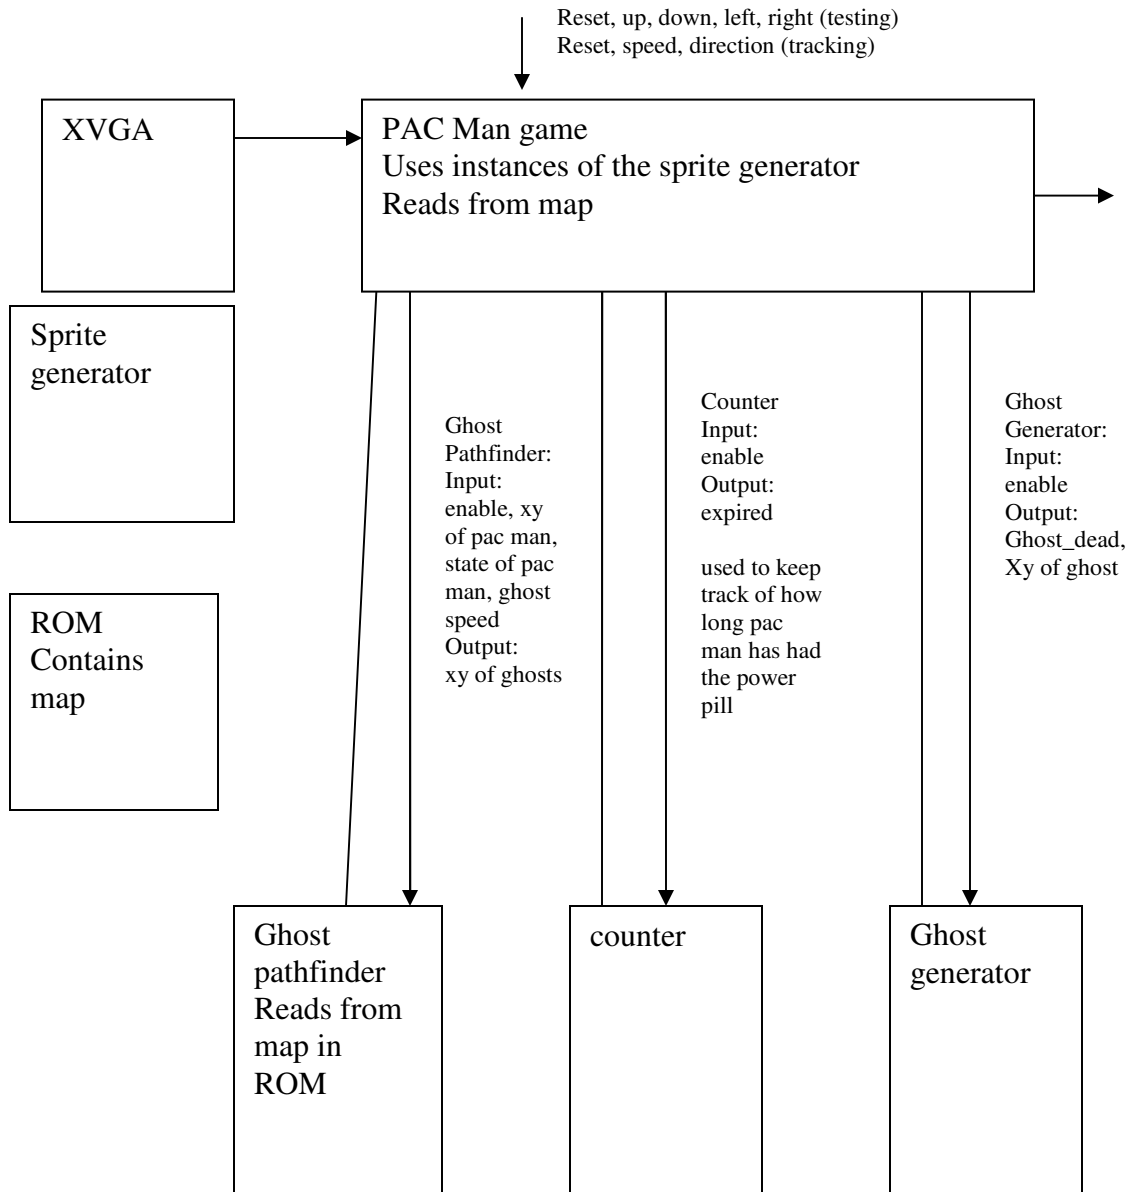 Reset, up, down, left, right (testing)
Reset, speed, direction (tracking)
XVGA
PAC Man game
Uses instances of the sprite generator
Reads from map
Sprite
generator
ROM
Contains
map
Ghost
Pathfinder:
Input:
enable, xy
of pac man,
state of pac
man, ghost
speed
Output:
xy of ghosts
Counter
Input:
enable
Output:
expired
used to keep
track of how
long pac
man has had
the power
pill
Ghost
Generator:
Input:
enable
Output:
Ghost_dead,
Xy of ghost
Ghost
pathfinder
Reads from
map in
ROM
counter
Ghost
generator